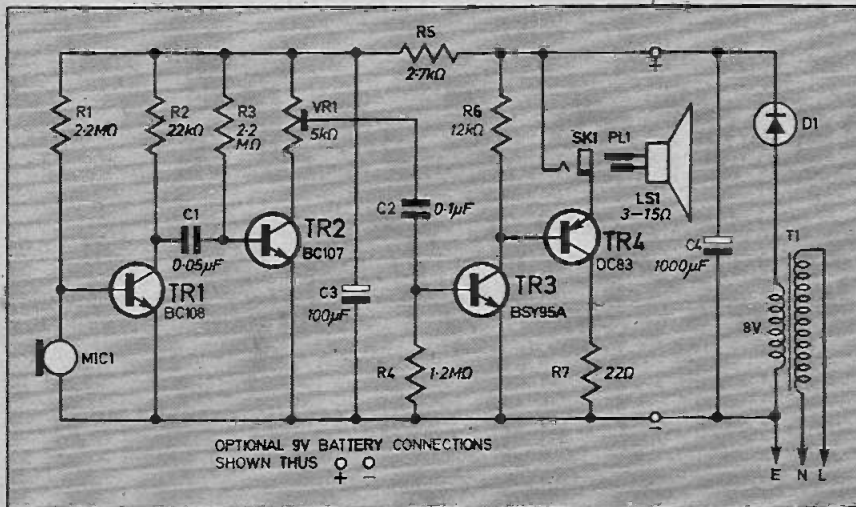 R5
2·7kΩ
R1
2·2MΩ
R2
22kΩ
R3
2·2
MΩ
VR1
5kΩ
R6
12kΩ
SK1 PL1
D1
LS1
3–15Ω
C1
0·05µF
TR2
BC107
C2
0·1µF
TR4
OC83
C4
1000µF
T1
8V
TR1
BC108
C3
100µF
TR3
BSY95A
MIC1
R4
1·2MΩ
R7
22Ω
+
−
OPTIONAL 9V BATTERY CONNECTIONS
SHOWN THUS
+ −
E N L